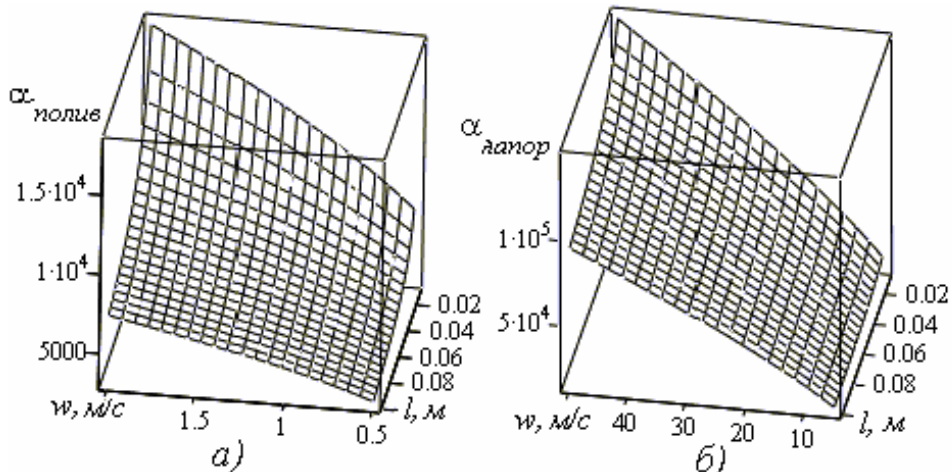 α полив
1.5·10⁴
1·10⁴
5000
w, м/с
1.5
1
0.5
l, м
0.02
0.04
0.06
0.08
а)
α напор
1·10⁵
5·10⁴
w, м/с
40
30
20
10
l, м
0.02
0.04
0.06
0.08
б)